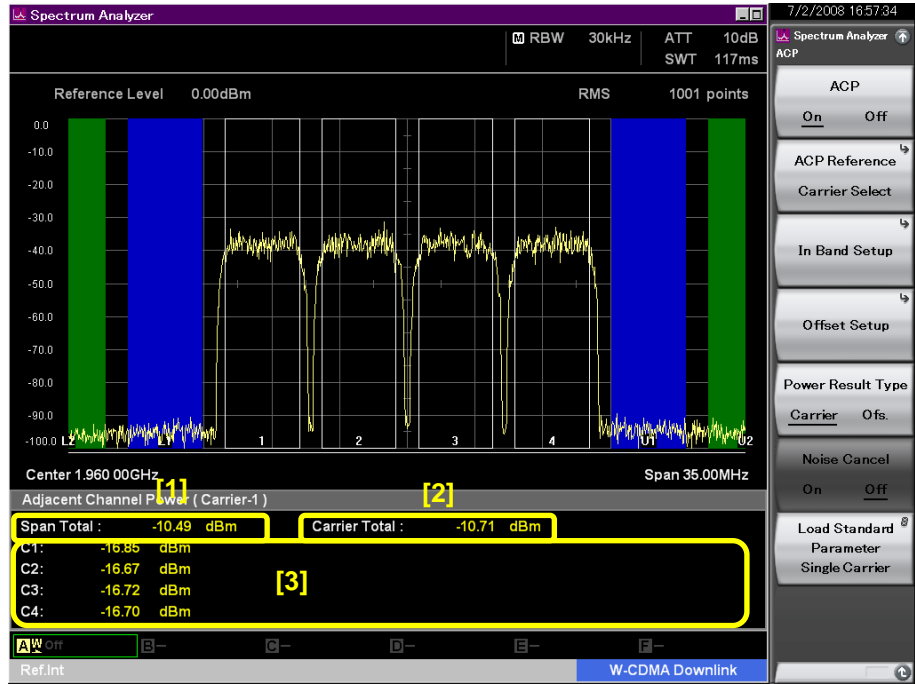 Spectrum Analyzer
7/2/2008 16:57:34
M RBW 30kHz ATT 10dB
SWT 117ms
Reference Level 0.00dBm RMS 1001 points
0.0
-10.0
-20.0
-30.0
-40.0
-50.0
-60.0
-70.0
-80.0
-90.0
-100.0 L2 L1 1 2 3 4 U1 U2
Center 1.960 00GHz Span 35.00MHz
[1] [2]
Adjacent Channel Power ( Carrier-1 )
Span Total : -10.49 dBm Carrier Total : -10.71 dBm
C1: -16.85 dBm
C2: -16.67 dBm
[3]
C3: -16.72 dBm
C4: -16.70 dBm
A W Off B — C — D — E — F —
Ref.Int W-CDMA Downlink
Spectrum Analyzer
ACP
ACP
On Off
ACP Reference
Carrier Select
In Band Setup
Offset Setup
Power Result Type
Carrier Ofs.
Noise Cancel
On Off
Load Standard
Parameter
Single Carrier